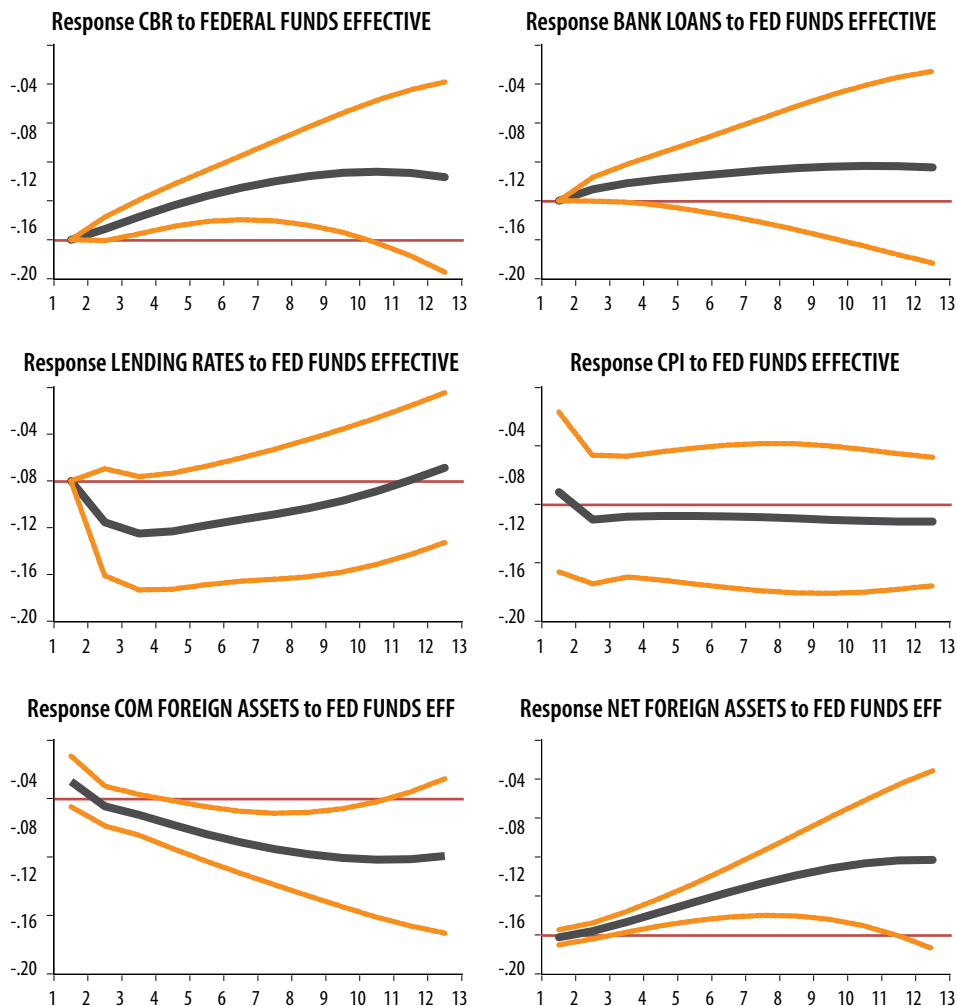 Response CBR to FEDERAL FUNDS EFFECTIVE
-.04
-.08
-.12
-.16
-.20
1 2 3 4 5 6 7 8 9 10 11 12 13
Response BANK LOANS to FED FUNDS EFFECTIVE
-.04
-.08
-.12
-.16
-.20
1 2 3 4 5 6 7 8 9 10 11 12 13
Response LENDING RATES to FED FUNDS EFFECTIVE
-.04
-.08
-.12
-.16
-.20
1 2 3 4 5 6 7 8 9 10 11 12 13
Response CPI to FED FUNDS EFFECTIVE
-.04
-.08
-.12
-.16
-.20
1 2 3 4 5 6 7 8 9 10 11 12 13
Response COM FOREIGN ASSETS to FED FUNDS EFF
-.04
-.08
-.12
-.16
-.20
1 2 3 4 5 6 7 8 9 10 11 12 13
Response NET FOREIGN ASSETS to FED FUNDS EFF
-.04
-.08
-.12
-.16
-.20
1 2 3 4 5 6 7 8 9 10 11 12 13